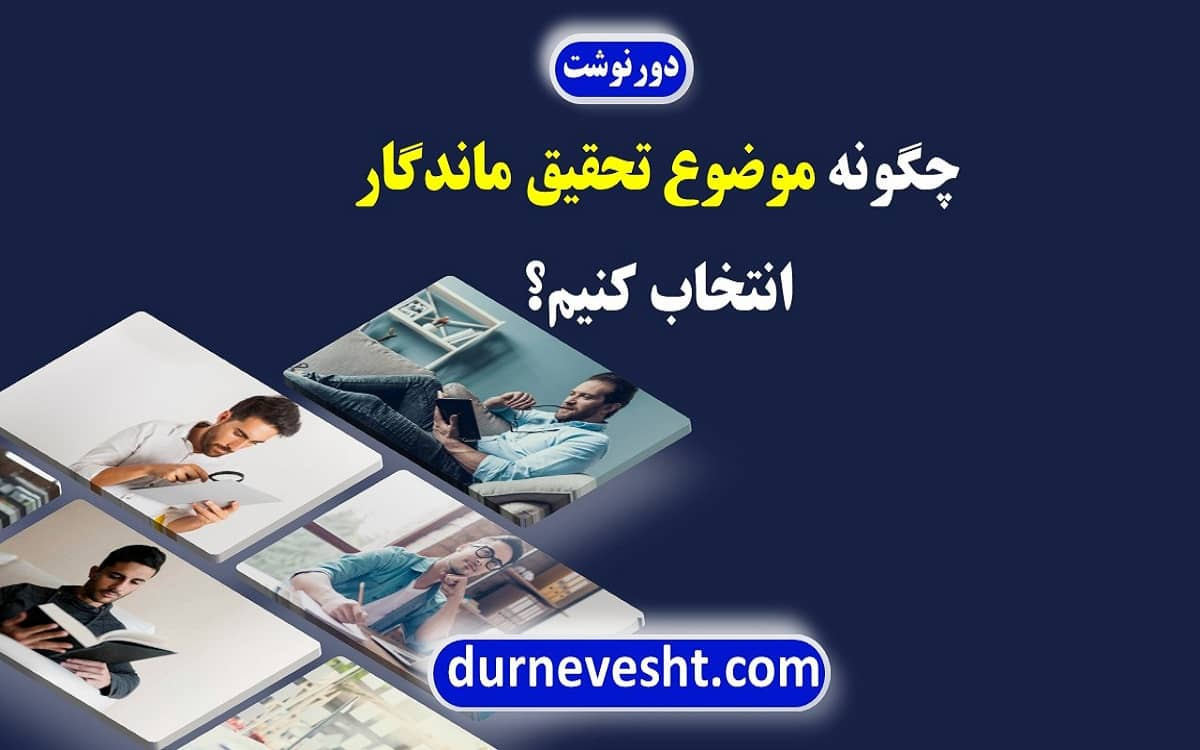 دورنوشت
چگونه موضوع تحقیق ماندگار
انتخاب کنیم؟
durnevesht.com